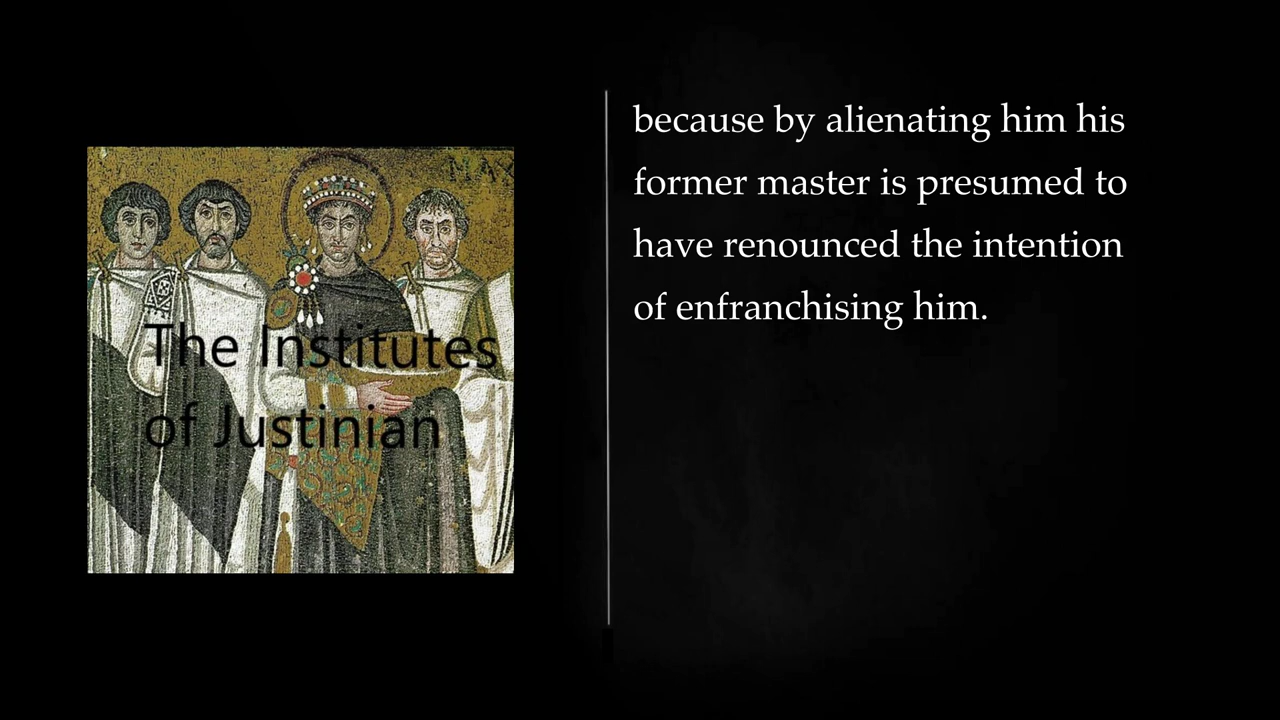 The Institutes
of Justinian
because by alienating him his
former master is presumed to
have renounced the intention
of enfranchising him.